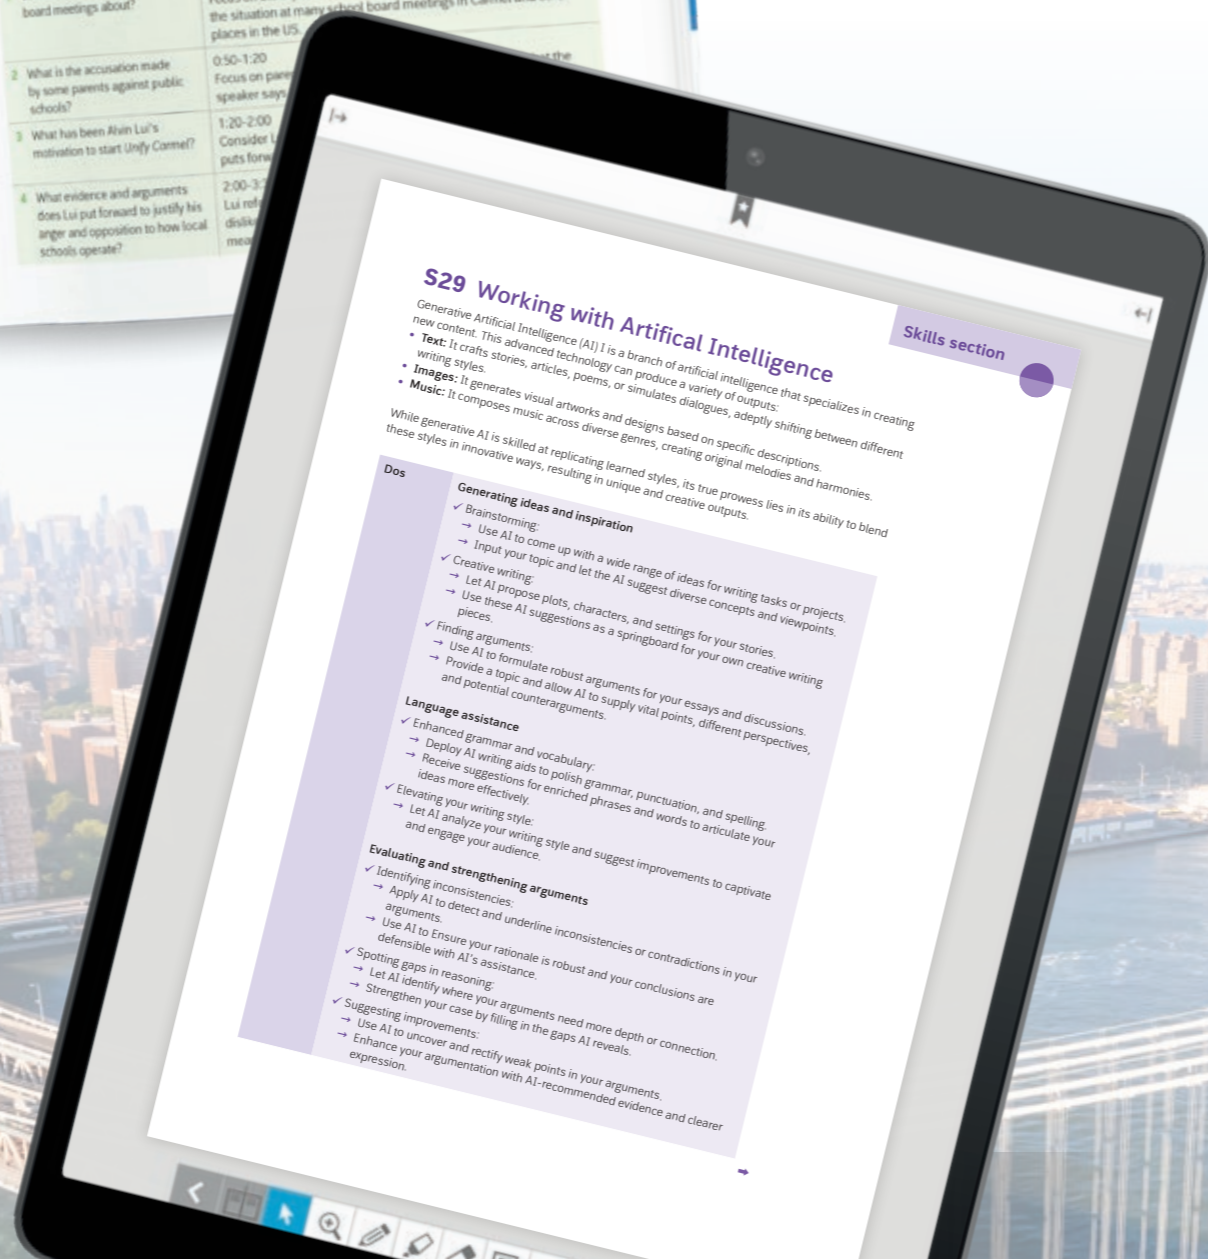 board meetings about?
the situation at many school board meetings in Carmel and
places in the US.
2 What is the accusation made
by some parents against public
schools?
0:50–1:20
Focus on
speaker says
the
3 What has been Alvin Lui's
motivation to start Unify Carmel?
1:20–2:00
Consider
puts
4 What evidence and arguments
does Lui put forward to justify his
anger and opposition to how local
schools operate?
2:00–3:
Lui
S29 Working with Artifical Intelligence
Skills section
Generative Artificial Intelligence (AI) I is a branch of artificial intelligence that specializes in creating
new content. This advanced technology can produce a variety of outputs:
• Text: It crafts stories, articles, poems, or simulates dialogues, adeptly shifting between different
writing styles.
• Images: It generates visual artworks and designs based on specific descriptions.
• Music: It composes music across diverse genres, creating original melodies and harmonies.
While generative AI is skilled at replicating learned styles, its true prowess lies in its ability to blend
these styles in innovative ways, resulting in unique and creative outputs.
Dos
Generating ideas and inspiration
✓ Brainstorming:
→ Use AI to come up with a wide range of ideas for writing tasks or projects.
→ Input your topic and let the AI suggest diverse concepts and viewpoints.
✓ Creative writing:
→ Let AI propose plots, characters, and settings for your stories.
→ Use these AI suggestions as a springboard for your own creative writing
pieces.
✓ Finding arguments:
→ Use AI to formulate robust arguments for your essays and discussions.
→ Provide a topic and allow AI to supply vital points, different perspectives,
and potential counterarguments.
Language assistance
✓ Enhanced grammar and vocabulary:
→ Deploy AI writing aids to polish grammar, punctuation, and spelling.
→ Receive suggestions for enriched phrases and words to articulate your
ideas more effectively.
✓ Elevating your writing style:
→ Let AI analyze your writing style and suggest improvements to captivate
and engage your audience.
Evaluating and strengthening arguments
✓ Identifying inconsistencies:
→ Apply AI to detect and underline inconsistencies or contradictions in your
arguments.
→ Use AI to Ensure your rationale is robust and your conclusions are
defensible with AI's assistance.
✓ Spotting gaps in reasoning:
→ Let AI identify where your arguments need more depth or connection.
→ Strengthen your case by filling in the gaps AI reveals.
✓ Suggesting improvements:
→ Use AI to uncover and rectify weak points in your arguments.
→ Enhance your argumentation with AI-recommended evidence and clearer
expression.